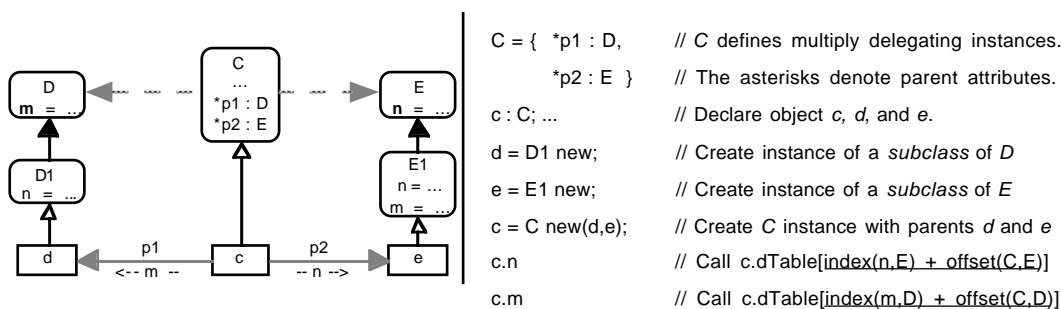 C
...
*p1 : D
*p2 : E
D
m = ...
E
n = ...
D1
n = ...
E1
n = ...
m = ...
d
p1
<-- m --
c
p2
-- n -->
e
C = { *p1 : D, // C defines multiply delegating instances.
*p2 : E } // The asterisks denote parent attributes.
c : C; ... // Declare object c, d, and e.
d = D1 new; // Create instance of a subclass of D
e = E1 new; // Create instance of a subclass of E
c = C new(d,e); // Create C instance with parents d and e
c.n // Call c.dTable[index(n,E) + offset(C,E)]
c.m // Call c.dTable[index(m,D) + offset(C,D)]